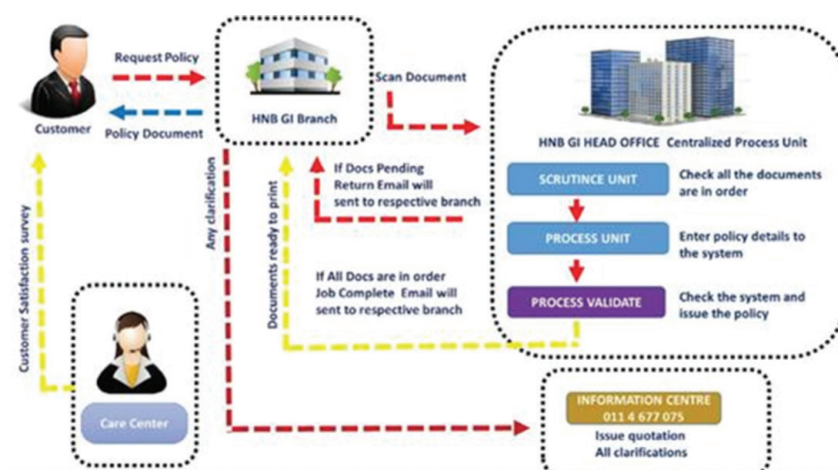 Request Policy
Customer
Policy Document
HNB GI Branch
Scan Document
HNB GI HEAD OFFICE Centralized Process Unit
SCRUTINCE UNIT
Check all the documents
are in order
PROCESS UNIT
Enter policy details to
the system
PROCESS VALIDATE
Check the system and
issue the policy
If Docs Pending
Return Email will
sent to respective branch
If All Docs are in order
Job Complete Email will
sent to respective branch
Any clarification
Documents ready to print
Customer Satisfaction survey
Care Center
INFORMATION CENTRE
011 4 677 075
Issue quotation
All clarifications